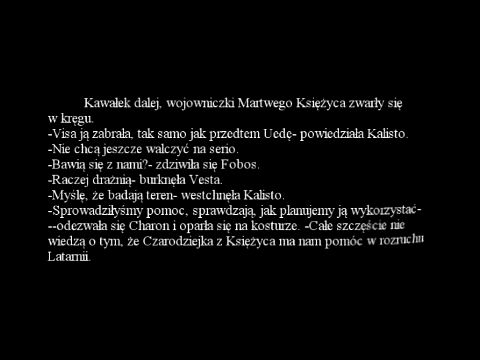 Kawałek dalej, wojowniczki Martwego Księżyca zwarły się
w kręgu.
-Visa ją zabrała, tak samo jak przedtem Uedę- powiedziała Kalisto.
-Nie chcą jeszcze walczyć na serio.
-Bawią się z nami?- zdziwiła się Fobos.
-Raczej drażnią- burknęła Vesta.
-Myślę, że badają teren- westchnęła Kalisto.
-Sprowadziłyśmy pomoc, sprawdzają, jak planujemy ją wykorzystać-
--odezwała się Charon i oparła się na kosturze. -Całe szczęście nie
wiedzą o tym, że Czarodziejka z Księżyca ma nam pomóc w rozruchu
Latarnii.